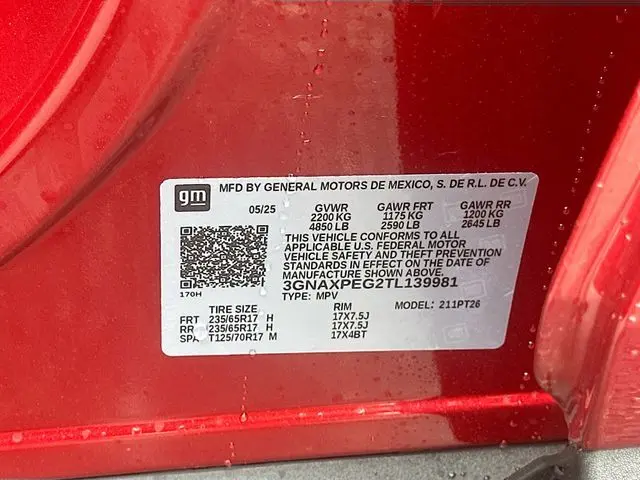 gm MFD BY GENERAL MOTORS DE MEXICO, S. DE R.L. DE C.V.
05/25 GVWR GAWR FRT GAWR RR
2200 KG 1175 KG 1200 KG
4850 LB 2590 LB 2645 LB
THIS VEHICLE CONFORMS TO ALL
APPLICABLE U.S. FEDERAL MOTOR
VEHICLE SAFETY AND THEFT PREVENTION
STANDARDS IN EFFECT ON THE DATE OF
MANUFACTURE SHOWN ABOVE.
170H 3GNAXPEG2TL139981
TYPE: MPV
TIRE SIZE RIM MODEL: 211PT26
FRT 235/65R17 H 17X7.5J
RR 235/65R17 H 17X7.5J
SPA T125/70R17 M 17X4BT